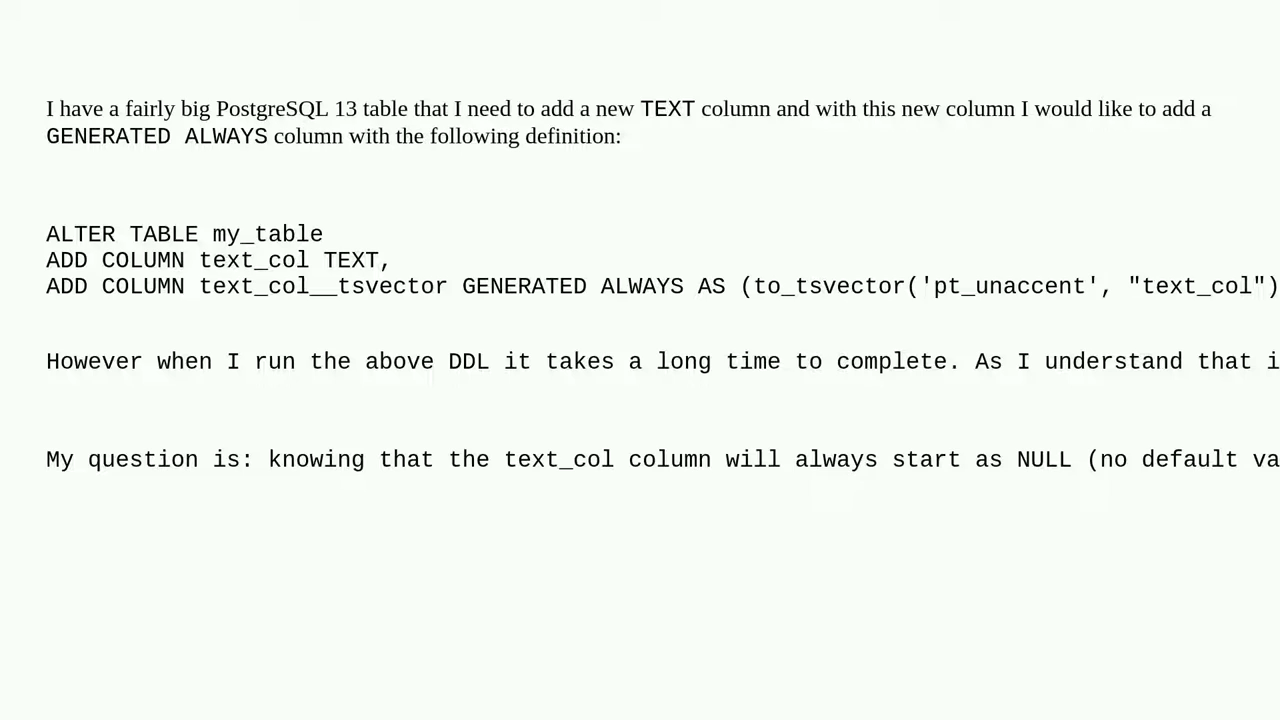 I have a fairly big PostgreSQL 13 table that I need to add a new TEXT column and with this new column I would like to add a
GENERATED ALWAYS column with the following definition:
ALTER TABLE my_table
ADD COLUMN text_col TEXT,
ADD COLUMN text_col__tsvector GENERATED ALWAYS AS (to_tsvector('pt_unaccent', "text_col")
However when I run the above DDL it takes a long time to complete. As I understand that i
My question is: knowing that the text_col column will always start as NULL (no default va